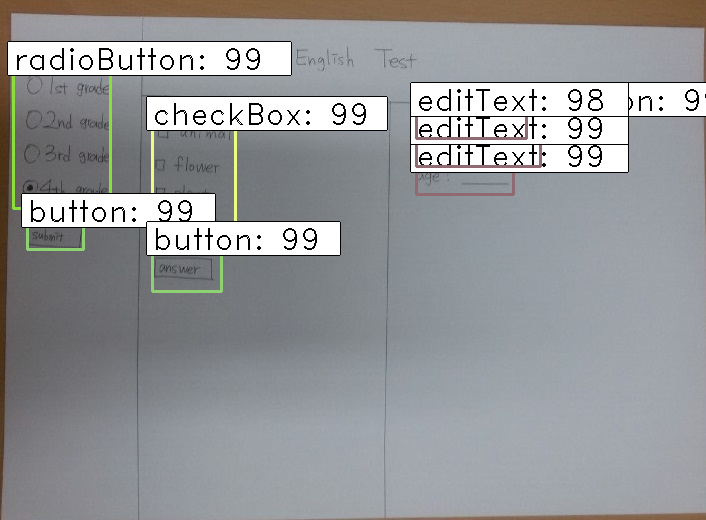 English Test
radioButton: 99
○ 1st grade
○ 2nd grade
○ 3rd grade
4th grade
button: 99
submit
checkBox: 99
animal
flower
button: 99
answer
editText: 98
editText: 99
editText: 99
age: